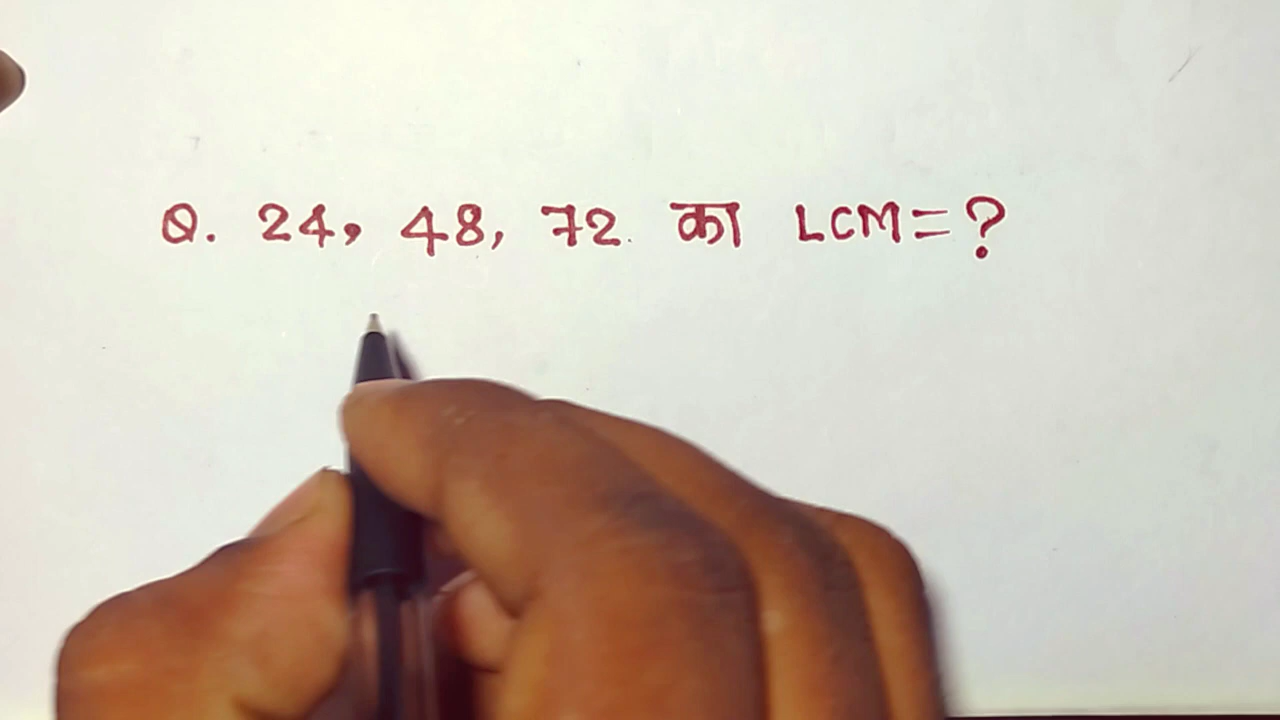 Q. 24, 48, 72. का LCM=?